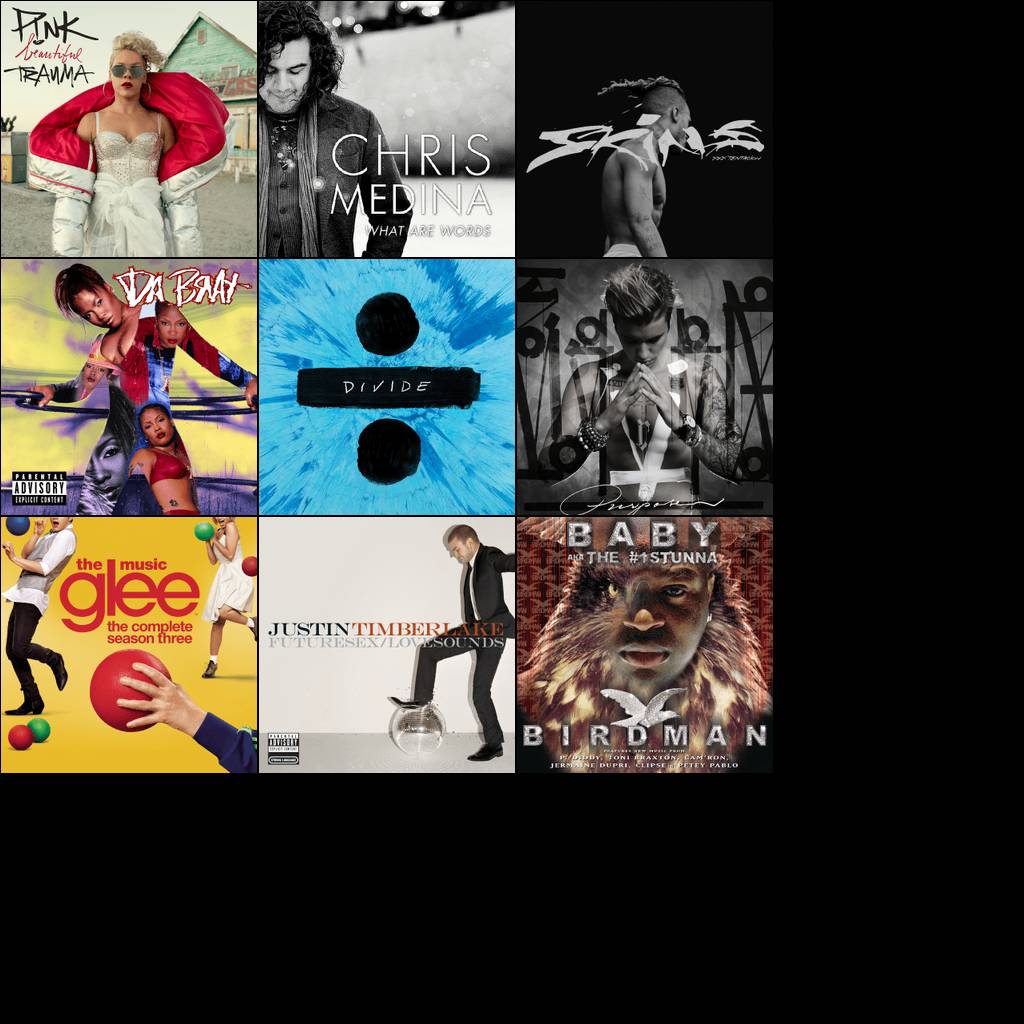 P!NK
beautiful
TRAUMA
CHRIS
MEDINA
WHAT ARE WORDS
SKINS
XXXTENTACION
DA BRAT
PARENTAL
ADVISORY
EXPLICIT CONTENT
DIVIDE
Purpose
the music
glee
the complete
season three
JUSTINTIMBERLAKE
FUTURESEX/LOVESOUNDS
PARENTAL
ADVISORY
EXPLICIT CONTENT
BABY
AKA THE #1 STUNNA
BIRDMAN
FEATURES NEW MUSIC FROM
P. DIDDY, TONI BRAXTON, CAM'RON,
JERMAINE DUPRI, CLIPSE & PETEY PABLO